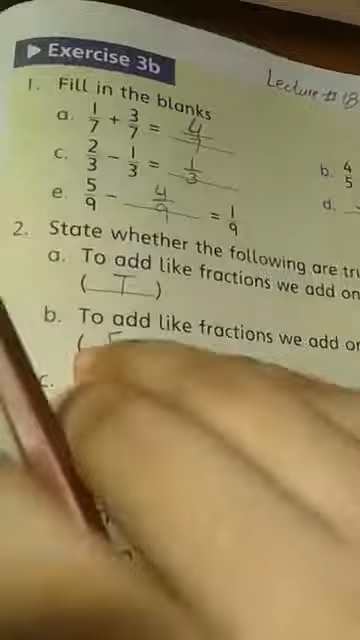 ▶ Exercise 3b
Lecture # 18
1. Fill in the blanks
a. 1/7 + 3/7 = 4/7
b. 4/5
c. 2/3 - 1/3 = 1/3
d.
e. 5/9 - 4/9 = 1/9
2. State whether the following are tru
a. To add like fractions we add on
( T )
b. To add like fractions we add or
( F
c.